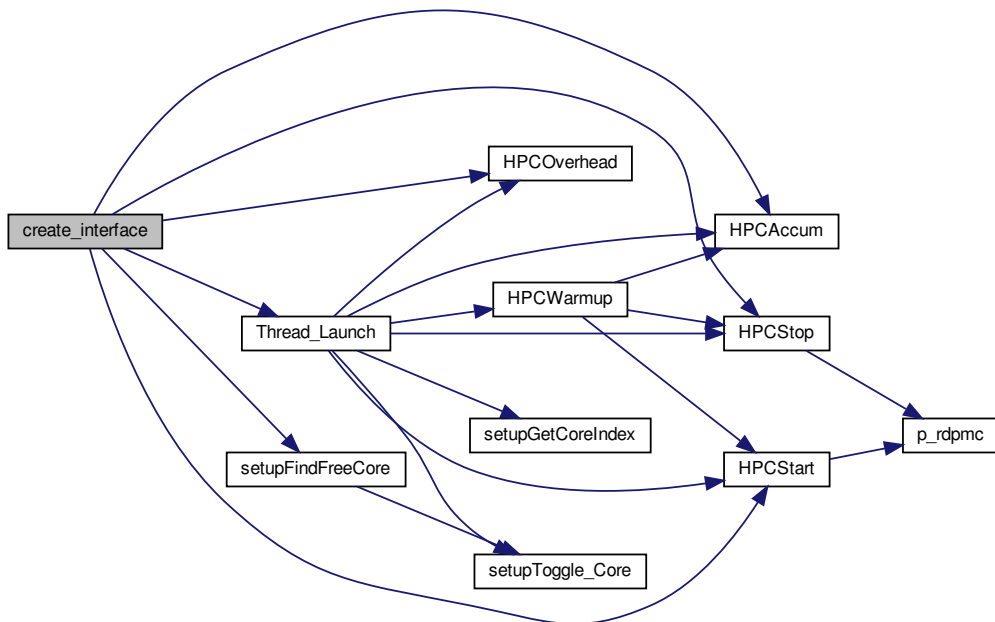 create_interface
HPCOverhead
HPCAccum
HPCWarmup
Thread_Launch
HPCStop
setupGetCoreIndex
p_rdpmc
setupFindFreeCore
HPCStart
setupToggle_Core